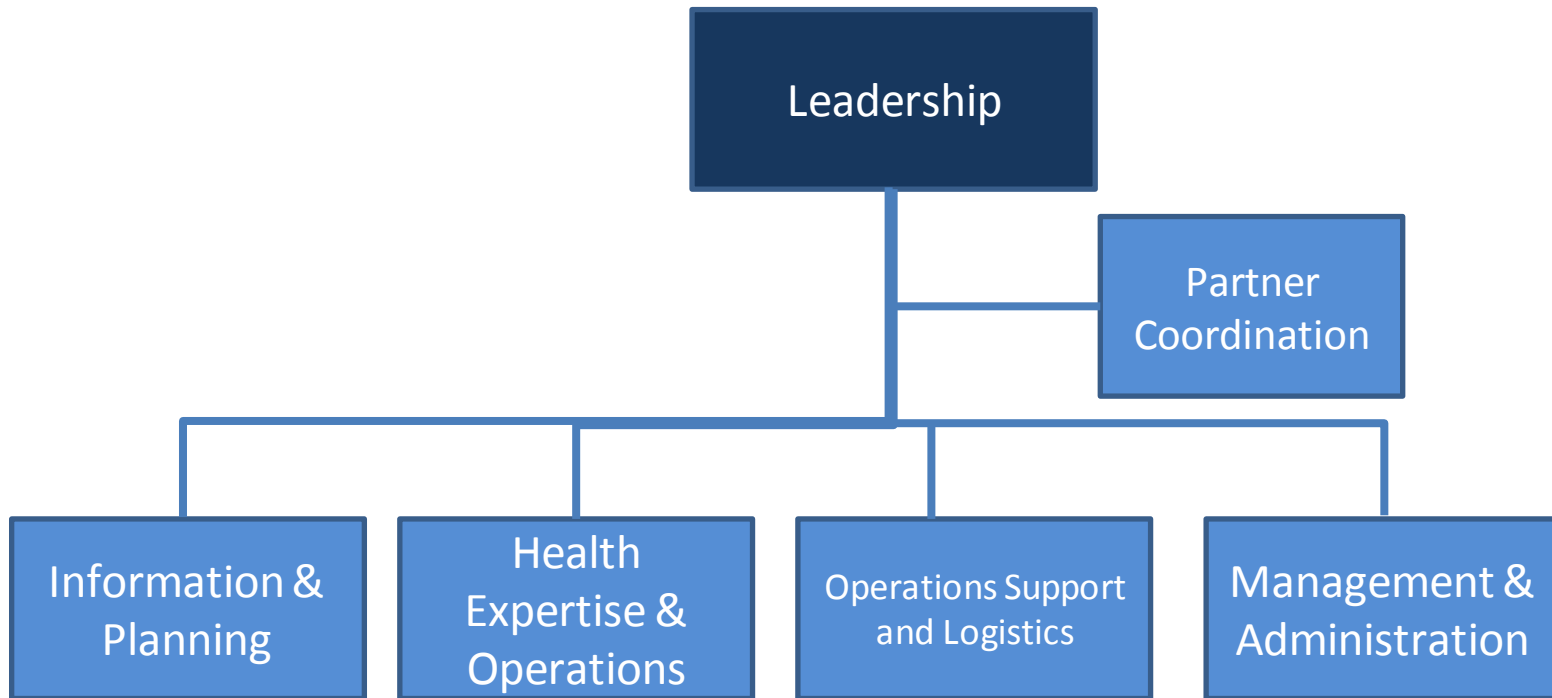 Leadership
Partner
Coordination
Information &
Planning
Health
Expertise &
Operations
Operations Support
and Logistics
Management &
Administration